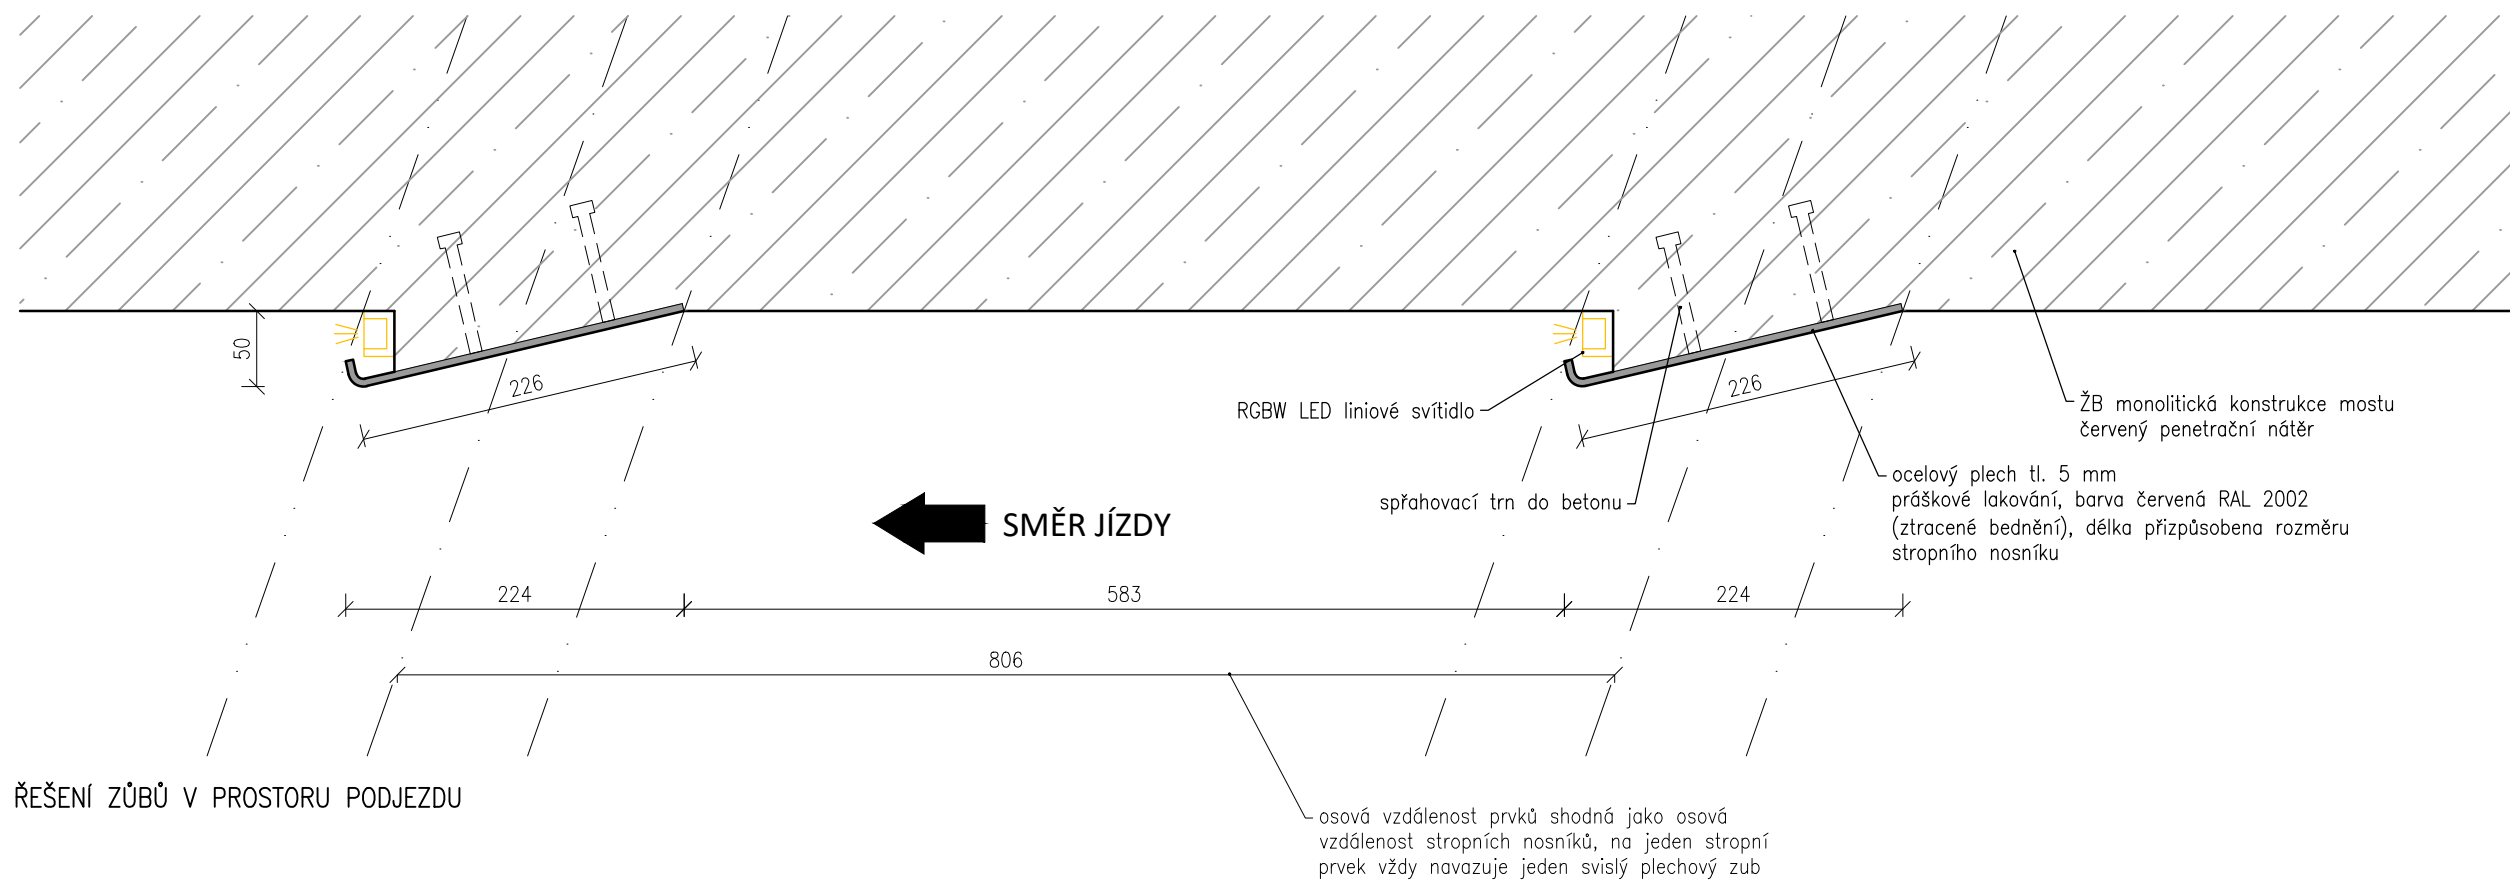 50
226
226
RGBW LED liniové svítidlo
ŽB monolitická konstrukce mostu
červený penetrační nátěr
spřahovací trn do betonu
ocelový plech tl. 5 mm
práškové lakování, barva červená RAL 2002
(ztracené bednění), délka přizpůsobena rozměru
stropního nosníku
SMĚR JÍZDY
224
583
224
806
ŘEŠENÍ ZŮBŮ V PROSTORU PODJEZDU
osová vzdálenost prvků shodná jako osová
vzdálenost stropních nosníků, na jeden stropní
prvek vždy navazuje jeden svislý plechový zub